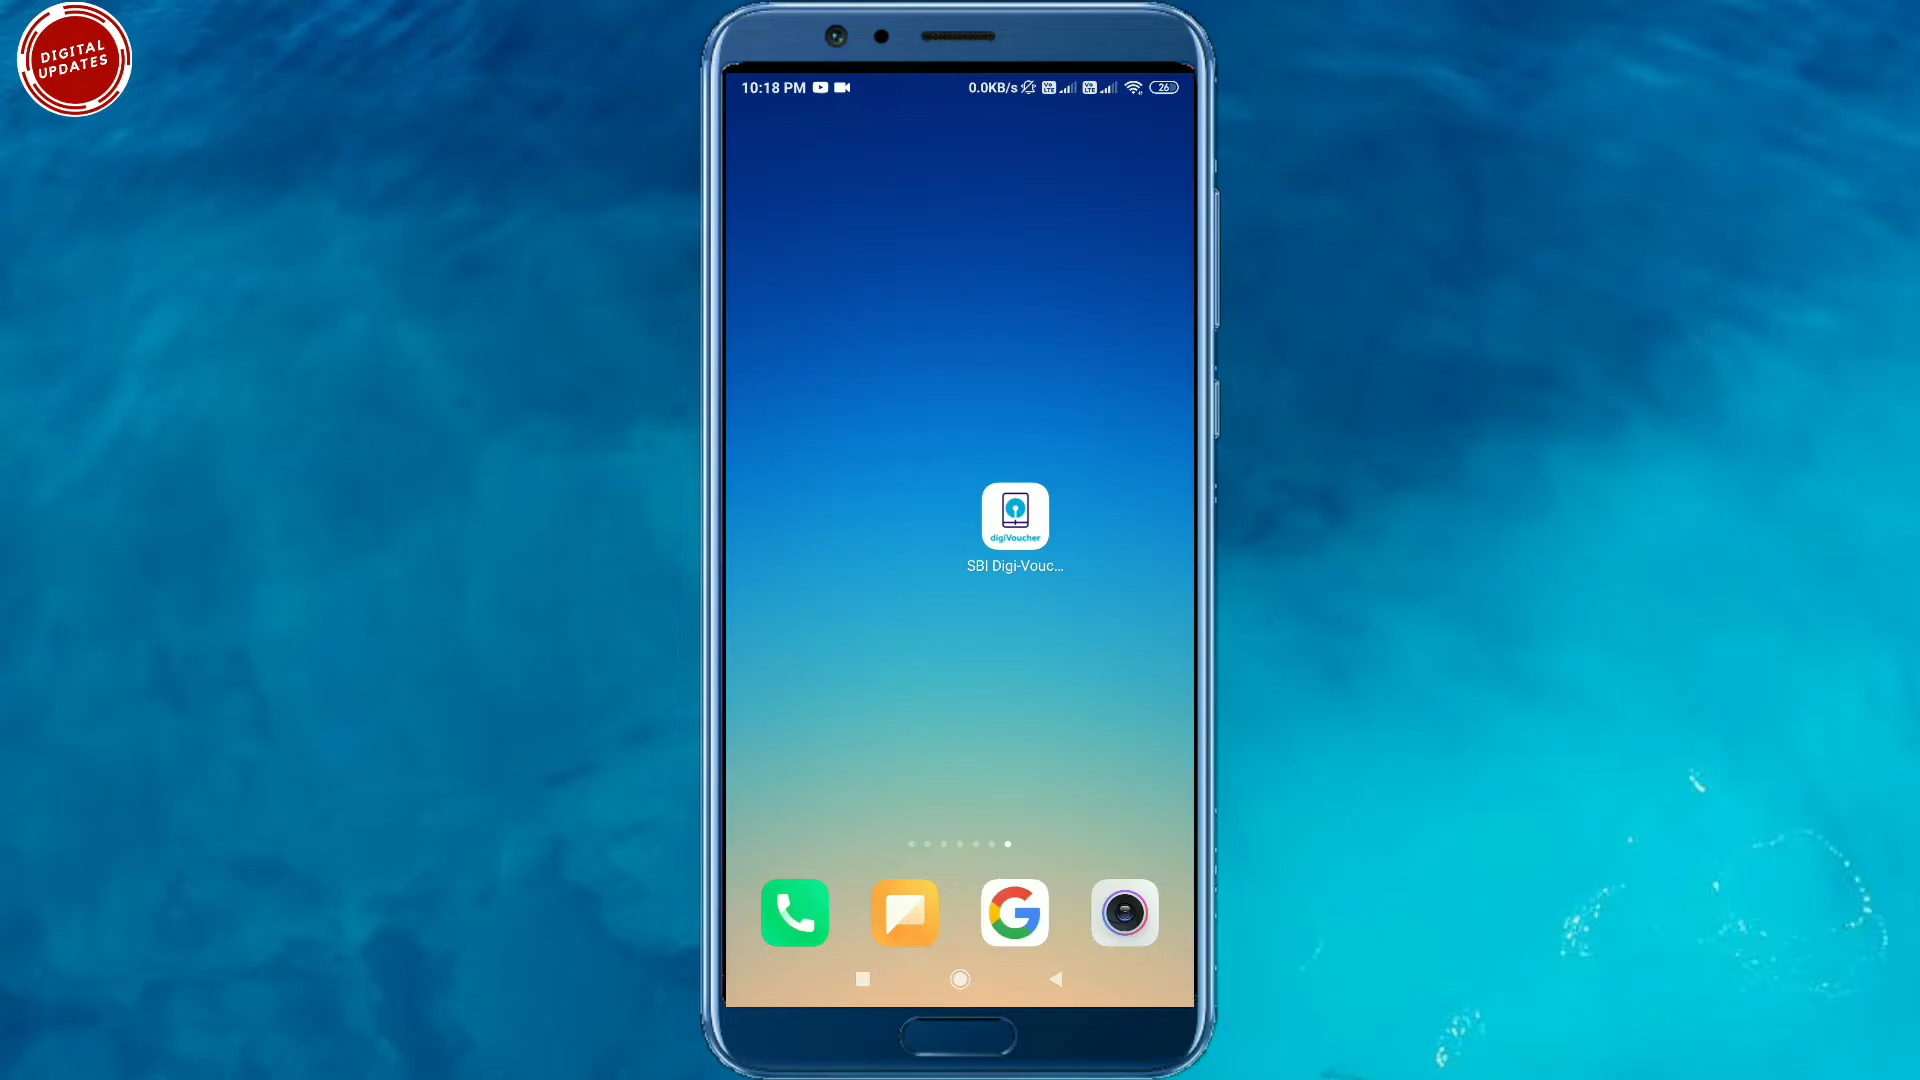 DIGITAL
UPDATES
10:18 PM
0.0KB/s
26
digiVoucher
SBI Digi-Vouc...